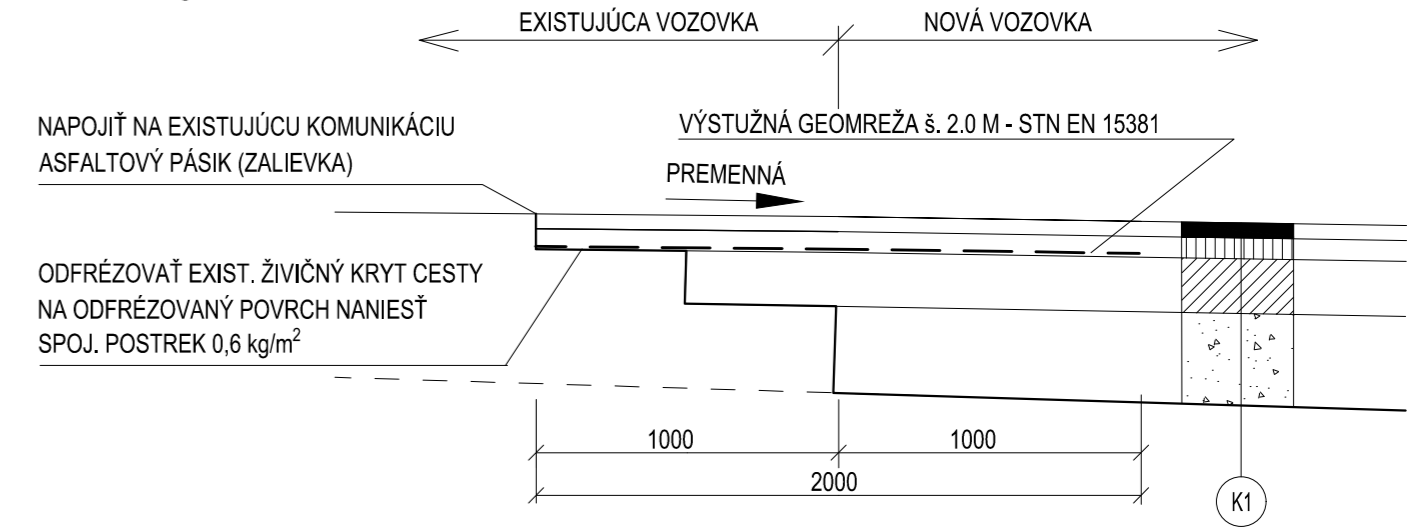 EXISTUJÚCA VOZOVKA
NOVÁ VOZOVKA
NAPOJIŤ NA EXISTUJÚCU KOMUNIKÁCIU
ASFALTOVÝ PÁSIK (ZALIEVKA)
VÝSTUŽNÁ GEOMREŽA š. 2.0 M - STN EN 15381
PREMENNÁ
ODFRÉZOVAŤ EXIST. ŽIVIČNÝ KRYT CESTY
NA ODFRÉZOVANÝ POVRCH NANIESŤ
SPOJ. POSTREK 0,6 kg/m²
1000
1000
2000
K1